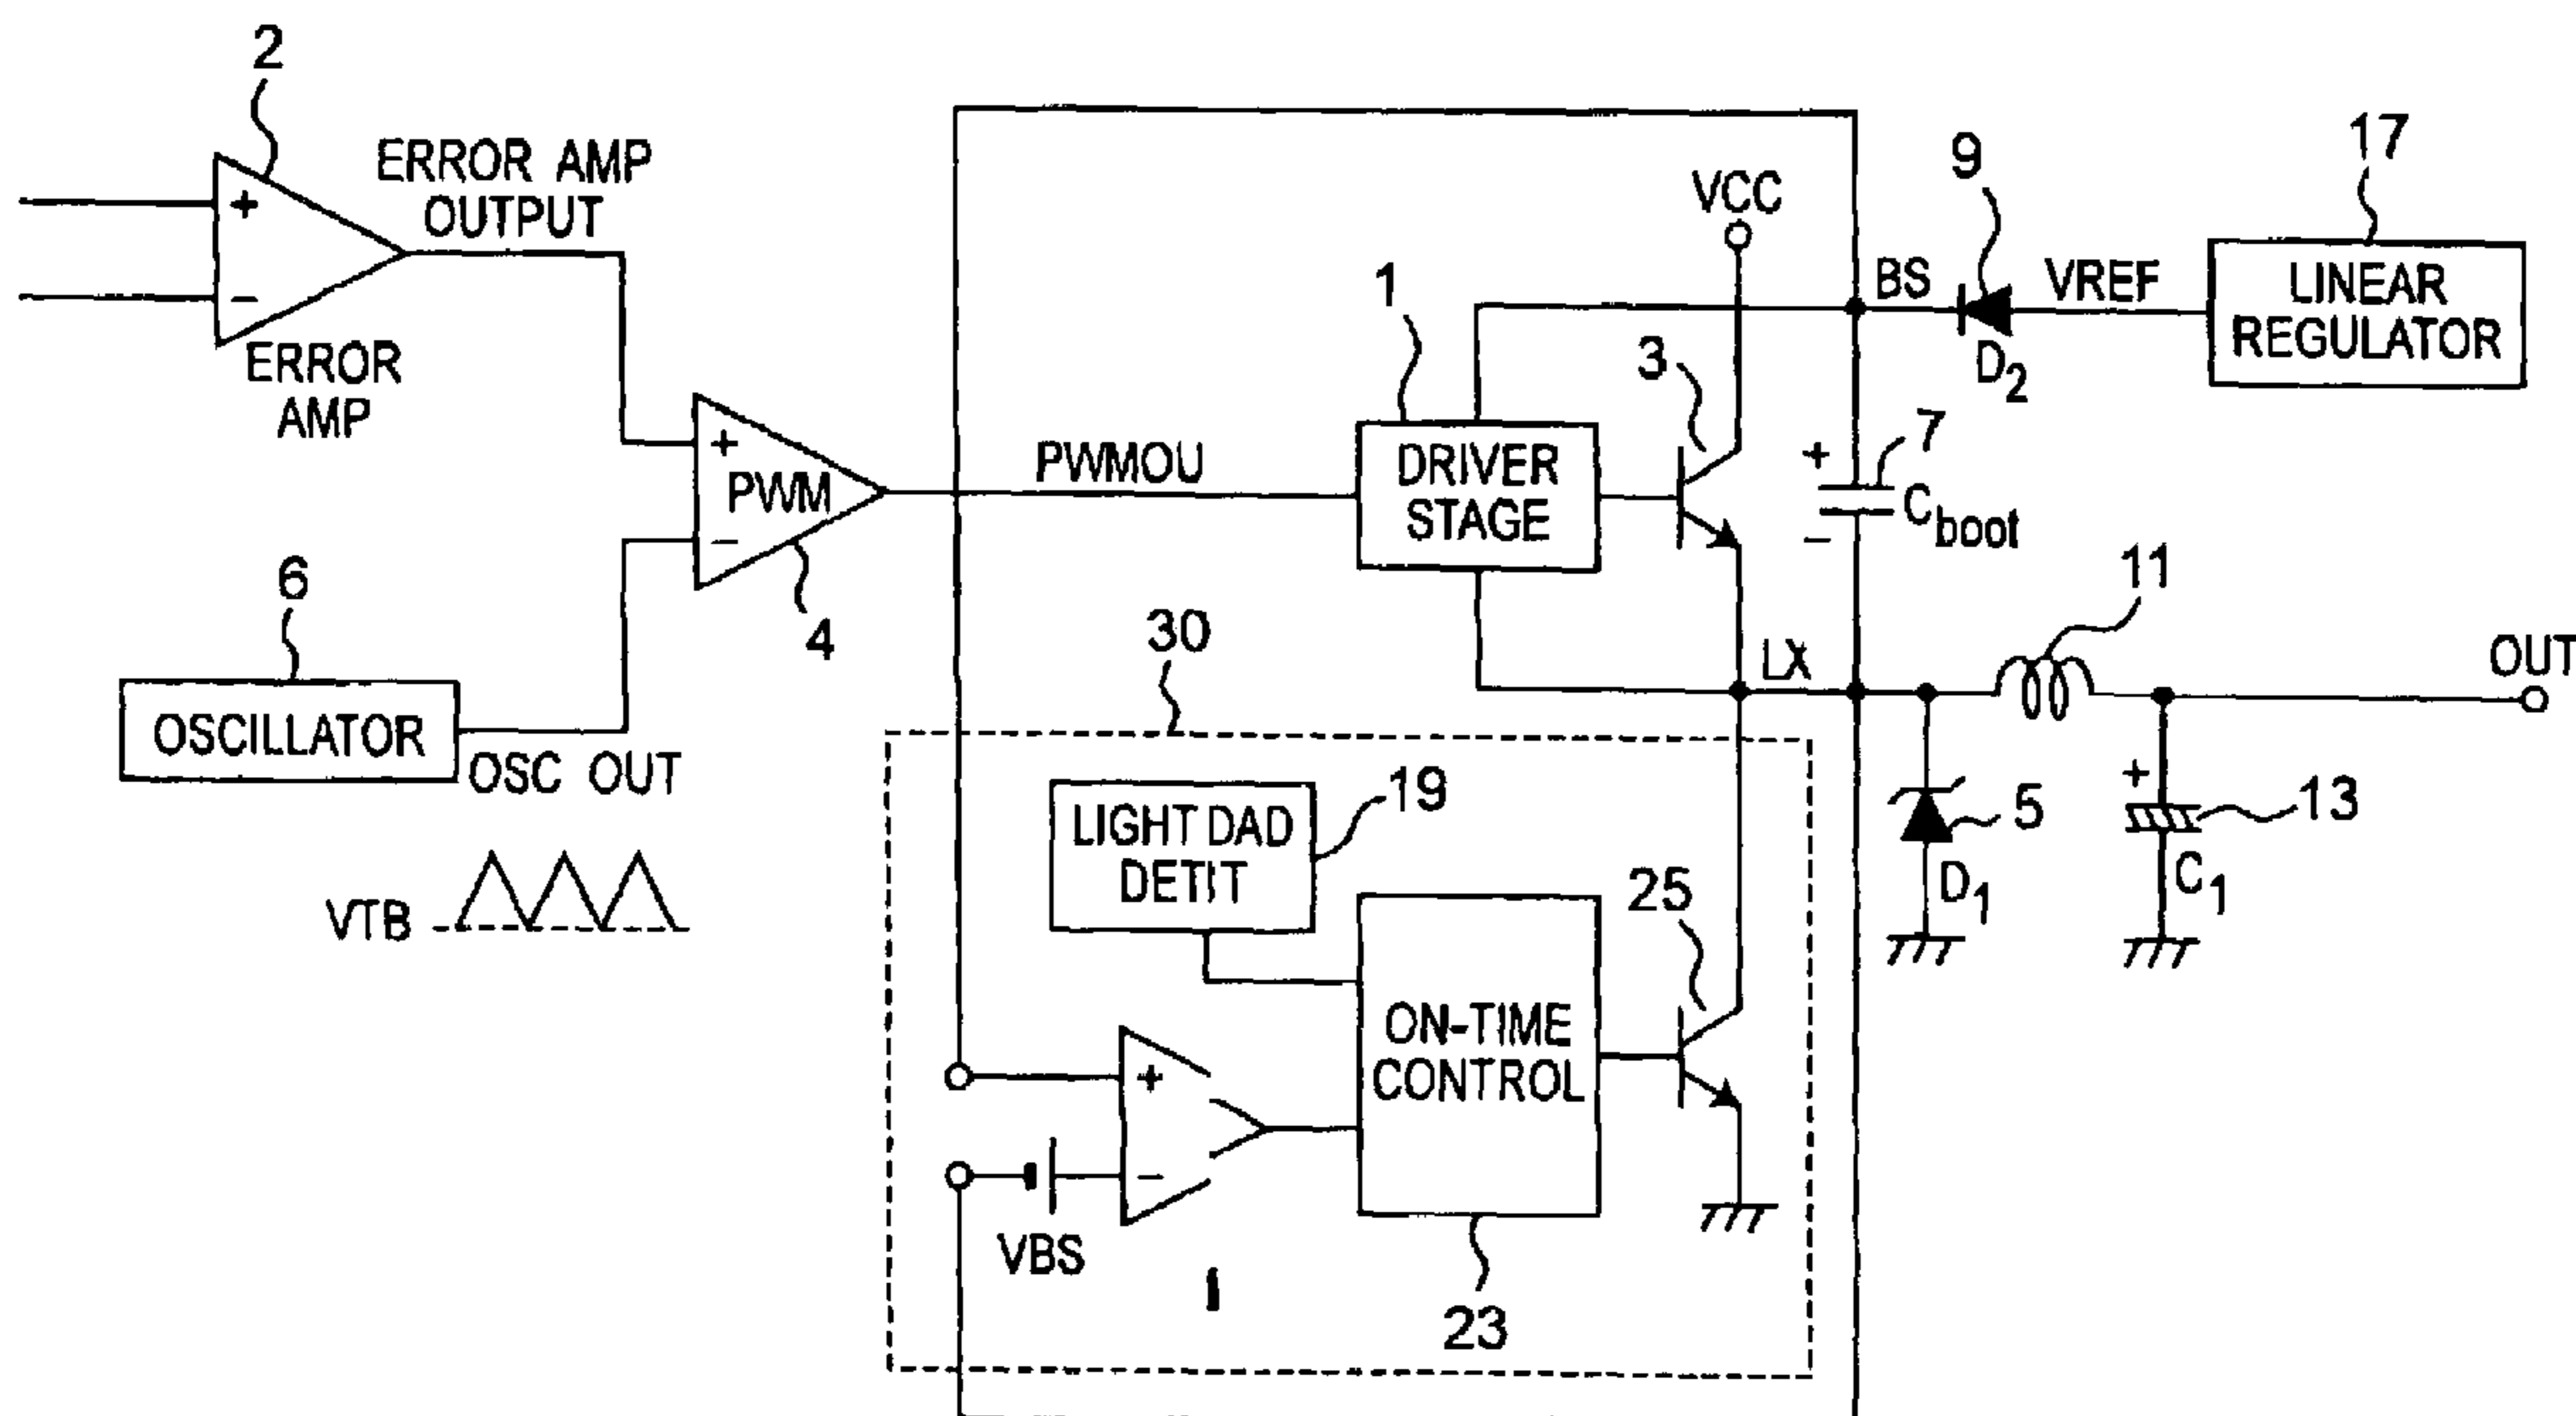 2
ERROR AMP
OUTPUT
+
−
ERROR
AMP
6
OSCILLATOR
OSC OUT
VTB
+
PWM
−
4
PWMOU
1
DRIVER
STAGE
VCC
3
BS
9
VREF
D2
17
LINEAR
REGULATOR
+
7
Cboot
−
LX
11
OUT
30
LIGHT DAD
DETIT
19
ON-TIME
CONTROL
25
23
+
−
VBS
5
D1
+
13
C1